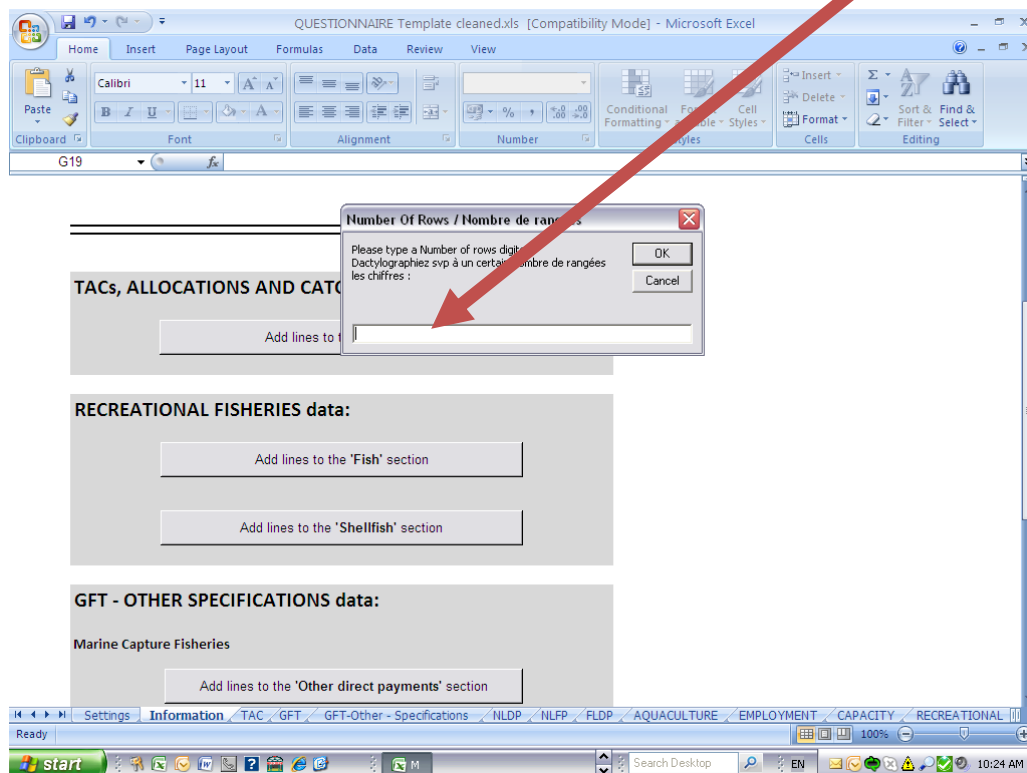 QUESTIONNAIRE Template cleaned.xls [Compatibility Mode] - Microsoft Excel
Home Insert Page Layout Formulas Data Review View
Calibri 11 Insert
Delete
Paste B I U Conditional Cell Format Sort & Find &
Formatting Styles Filter Select
Clipboard Font Alignment Number Cells Editing
G19 fx
Number Of Rows / Nombre de
Please type a Number of rows
Dactylographiez svp à un certain nombre de rangées
les chiffres :
OK
Cancel
TACs, ALLOCATIONS AND
Add lines to
RECREATIONAL FISHERIES data:
Add lines to the 'Fish' section
Add lines to the 'Shellfish' section
GFT - OTHER SPECIFICATIONS data:
Marine Capture Fisheries
Add lines to the 'Other direct payments' section
Settings Information TAC GFT GFT-Other - Specifications NLDP NLFP FLDP AQUACULTURE EMPLOYMENT CAPACITY RECREATIONAL
Ready 100%
start M Search Desktop EN 10:24 AM